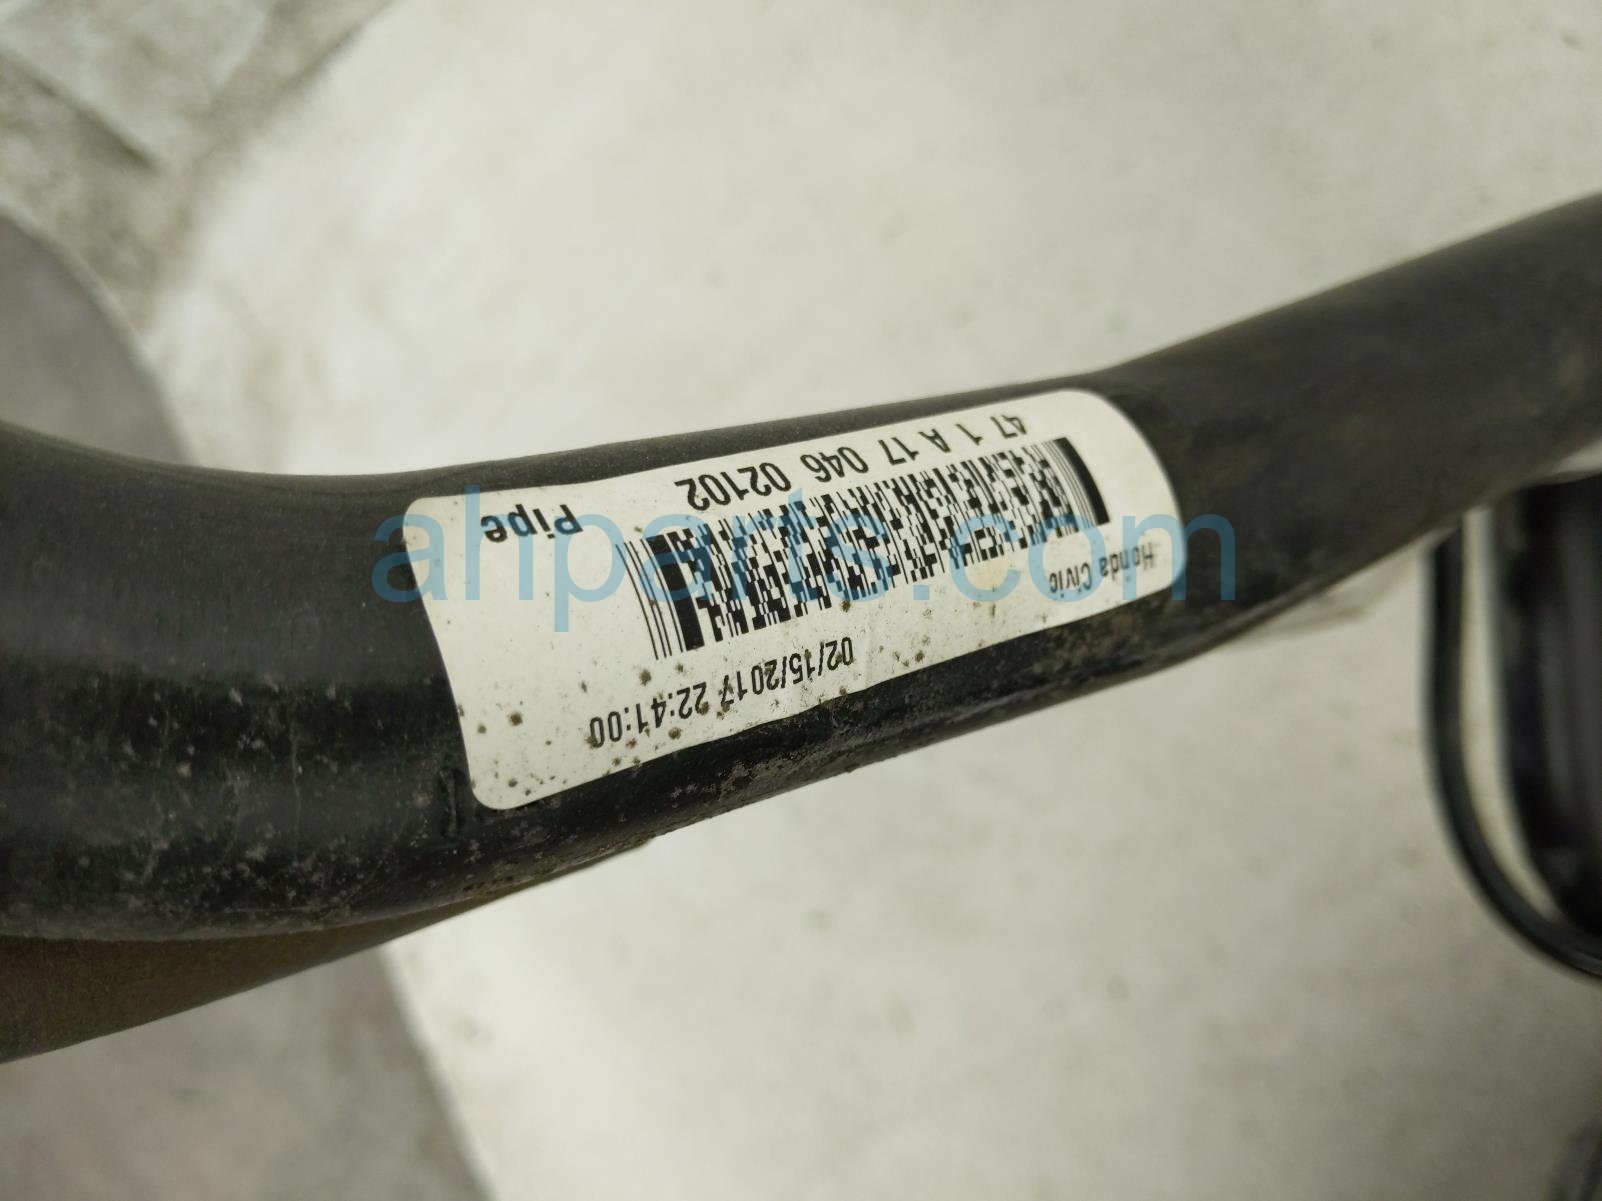 Honda Civic
02/15/2017 22:41:00
47 1 A 17 046 02102
Pipe
ahparts.com